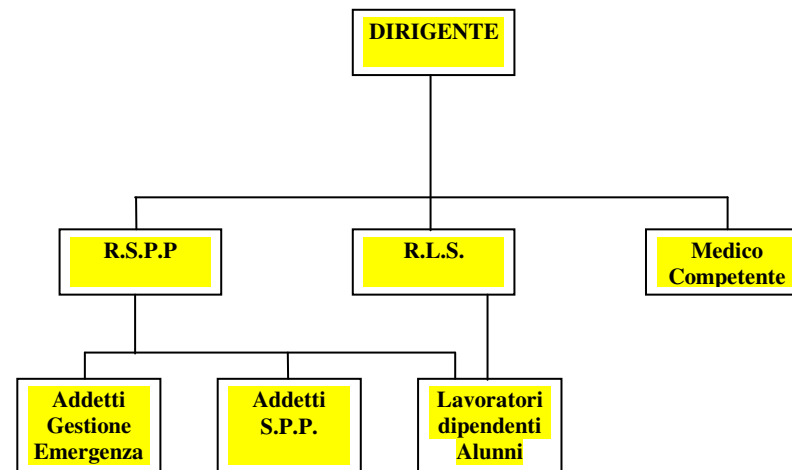 DIRIGENTE
R.S.P.P
R.L.S.
Medico
Competente
Addetti
Gestione
Emergenza
Addetti
S.P.P.
Lavoratori
dipendenti
Alunni